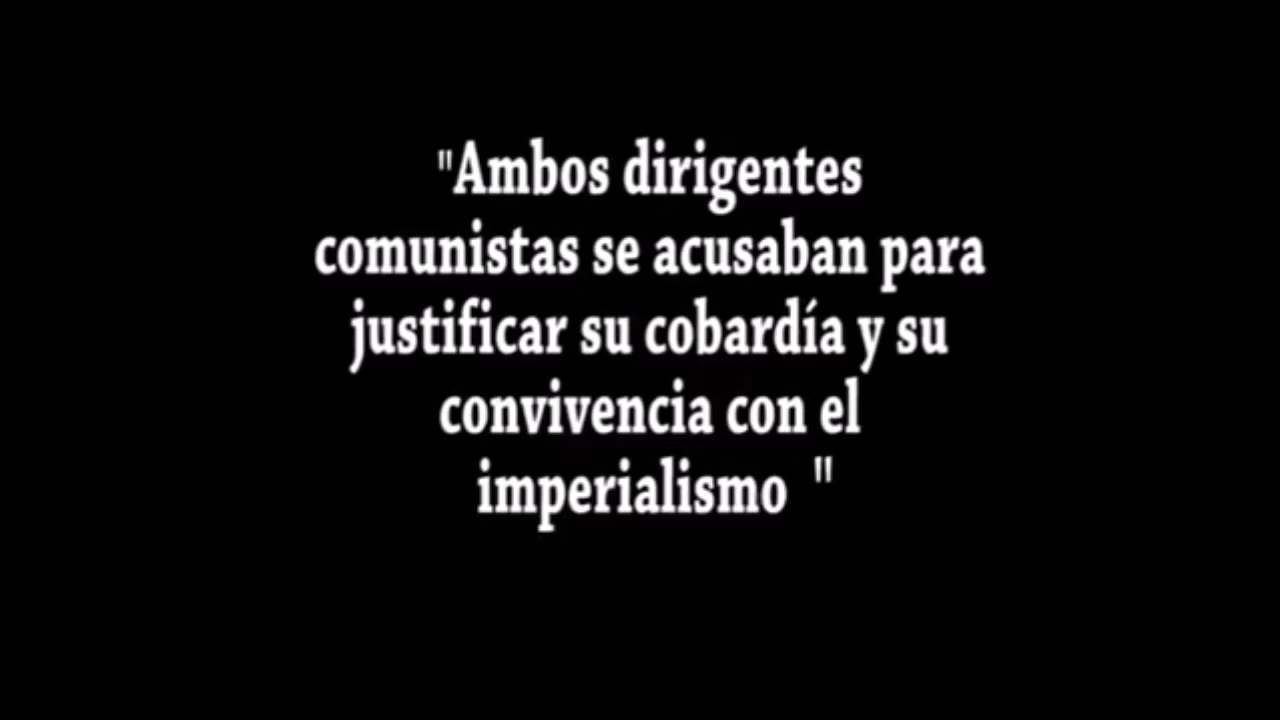 "Ambos dirigentes
comunistas se acusaban para
justificar su cobardía y su
convivencia con el
imperialismo "